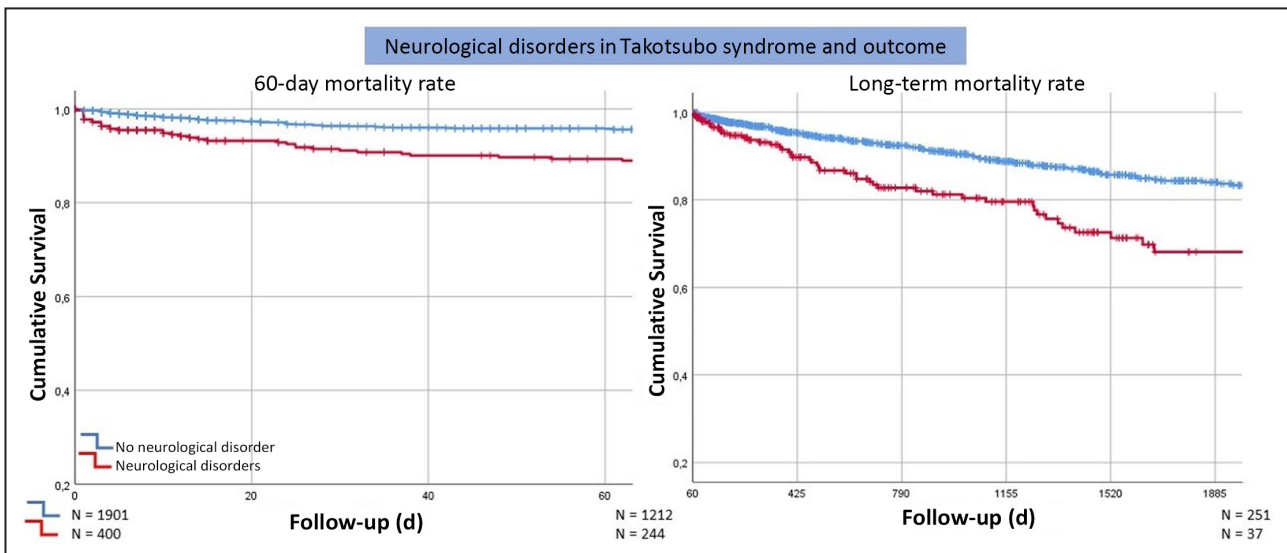 Neurological disorders in Takotsubo syndrome and outcome
60-day mortality rate
Cumulative Survival
1,0
0,8
0,6
0,4
0,2
No neurological disorder
Neurological disorders
0 20 40 60
Follow-up (d)
N = 1901 N = 1212
N = 400 N = 244
Long-term mortality rate
Cumulative Survival
1,0
0,8
0,6
0,4
0,2
60 425 790 1155 1520 1885
Follow-up (d)
N = 251
N = 37